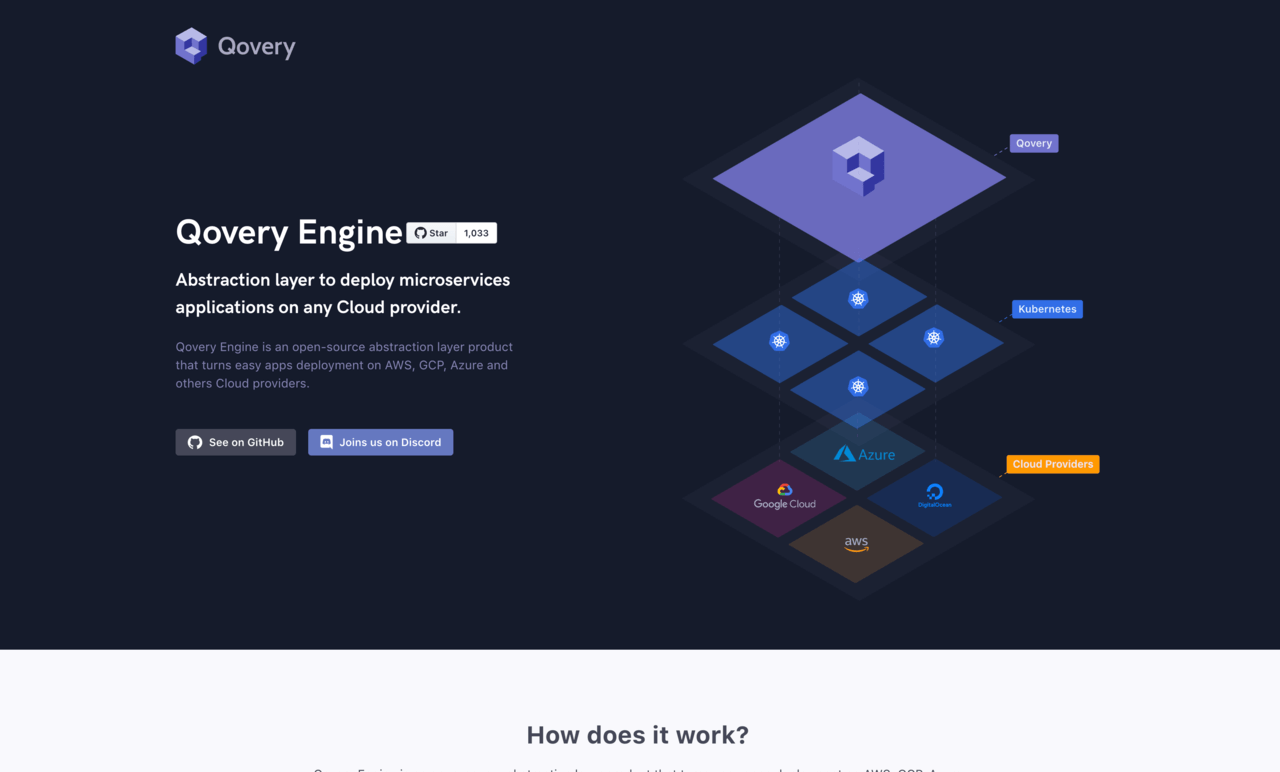 Qovery
Qovery
Qovery Engine
Star
1,033
Abstraction layer to deploy microservices
applications on any Cloud provider.
Kubernetes
Qovery Engine is an open-source abstraction layer product
that turns easy apps deployment on AWS, GCP, Azure and
others Cloud providers.
See on GitHub
Joins us on Discord
Azure
Cloud Providers
Google Cloud
DigitalOcean
aws
How does it work?